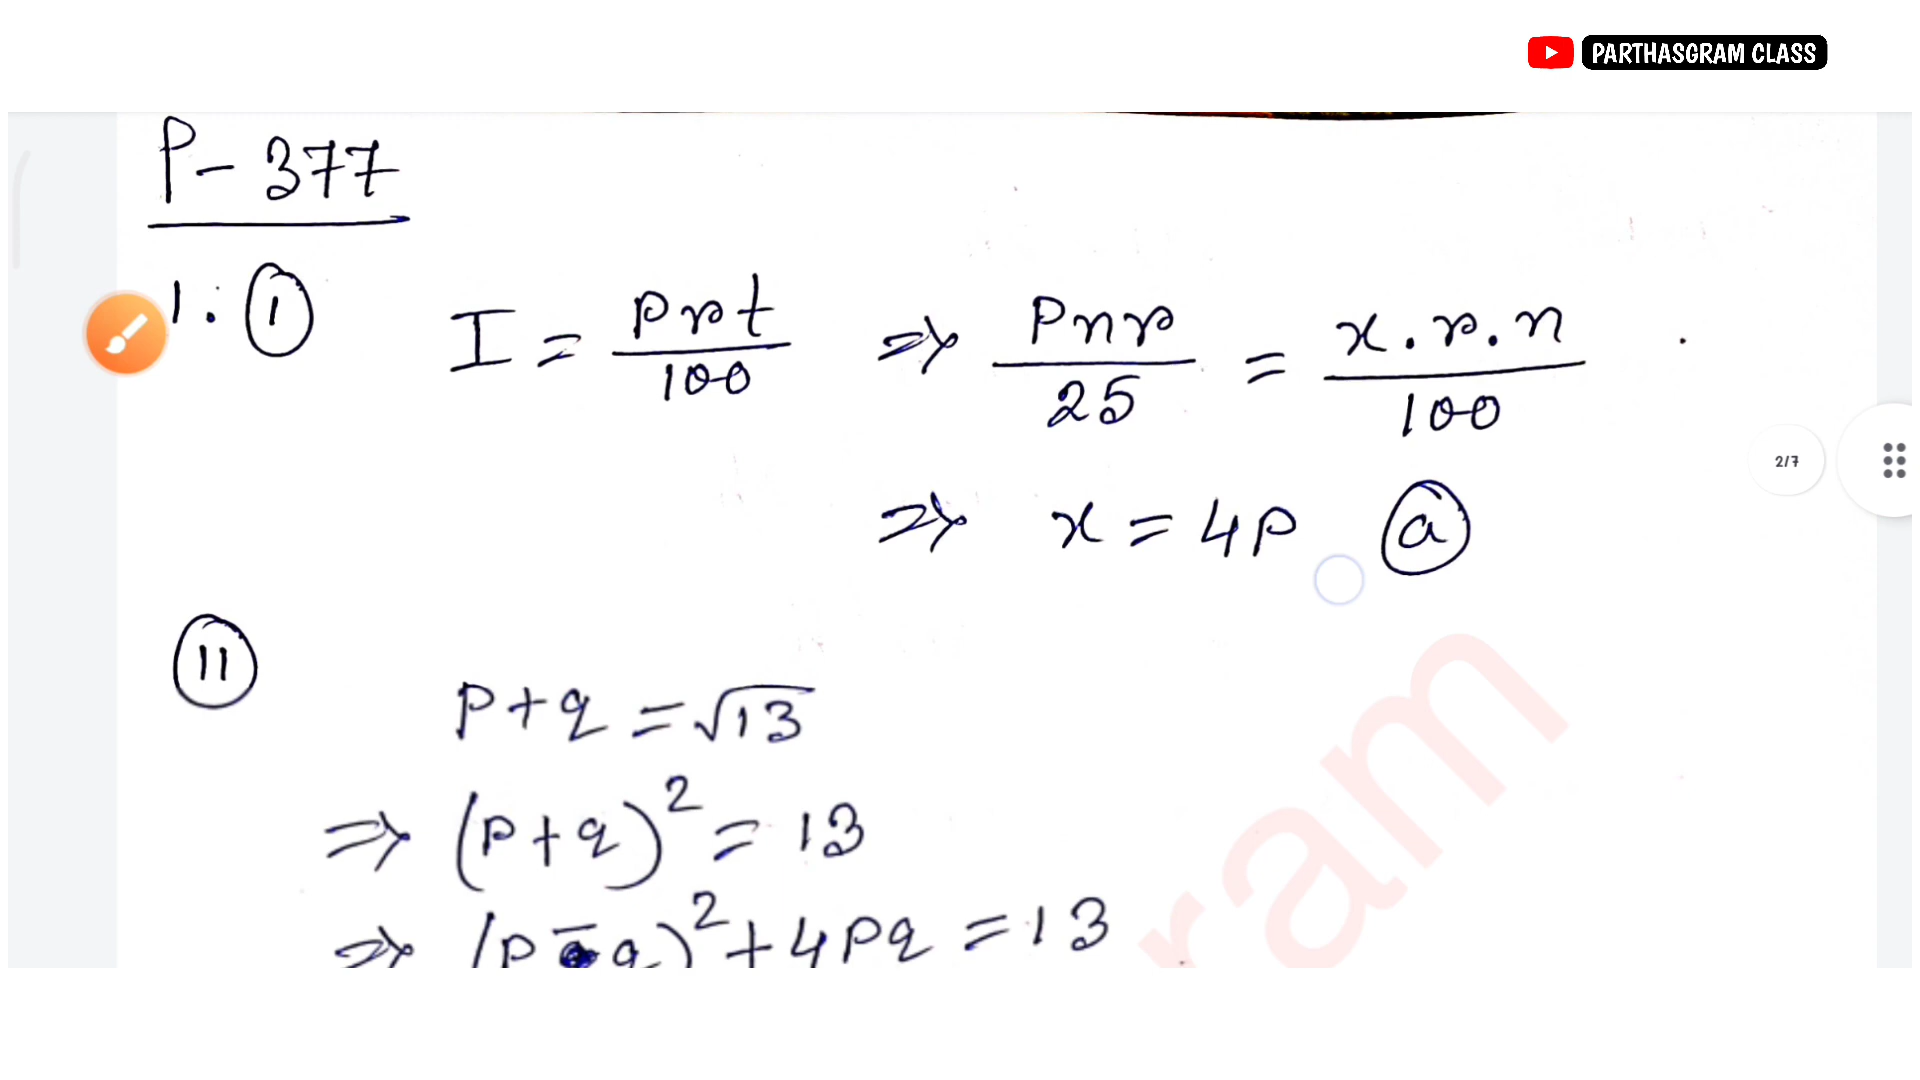 PARTHASGRAM CLASS
P- 377
1. (i) I = prt/100 ⇒ Pnr/25 = x.r.n/100
2/7
⇒ x = 4P (a)
(ii)
p+q = √13
⇒ (p+q)² = 13
⇒ (p-q)² + 4pq = 13
ram